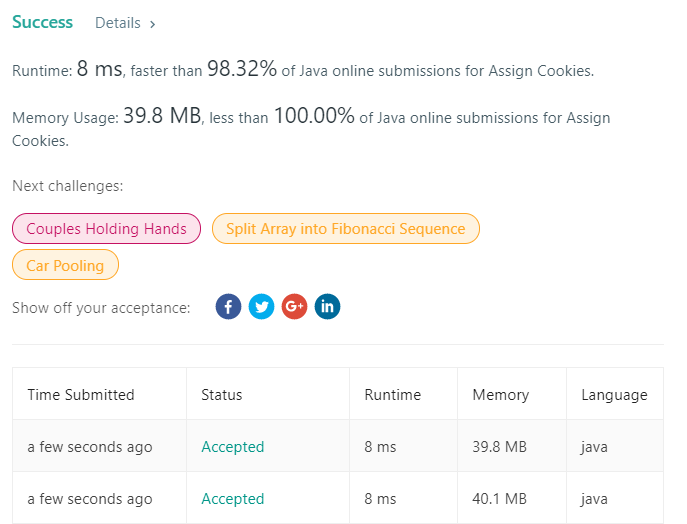 Success Details >
Runtime: 8 ms, faster than 98.32% of Java online submissions for Assign Cookies.
Memory Usage: 39.8 MB, less than 100.00% of Java online submissions for Assign
Cookies.
Next challenges:
Couples Holding Hands Split Array into Fibonacci Sequence
Car Pooling
Show off your acceptance: f G+ in
Time Submitted Status Runtime Memory Language
a few seconds ago Accepted 8 ms 39.8 MB java
a few seconds ago Accepted 8 ms 40.1 MB java